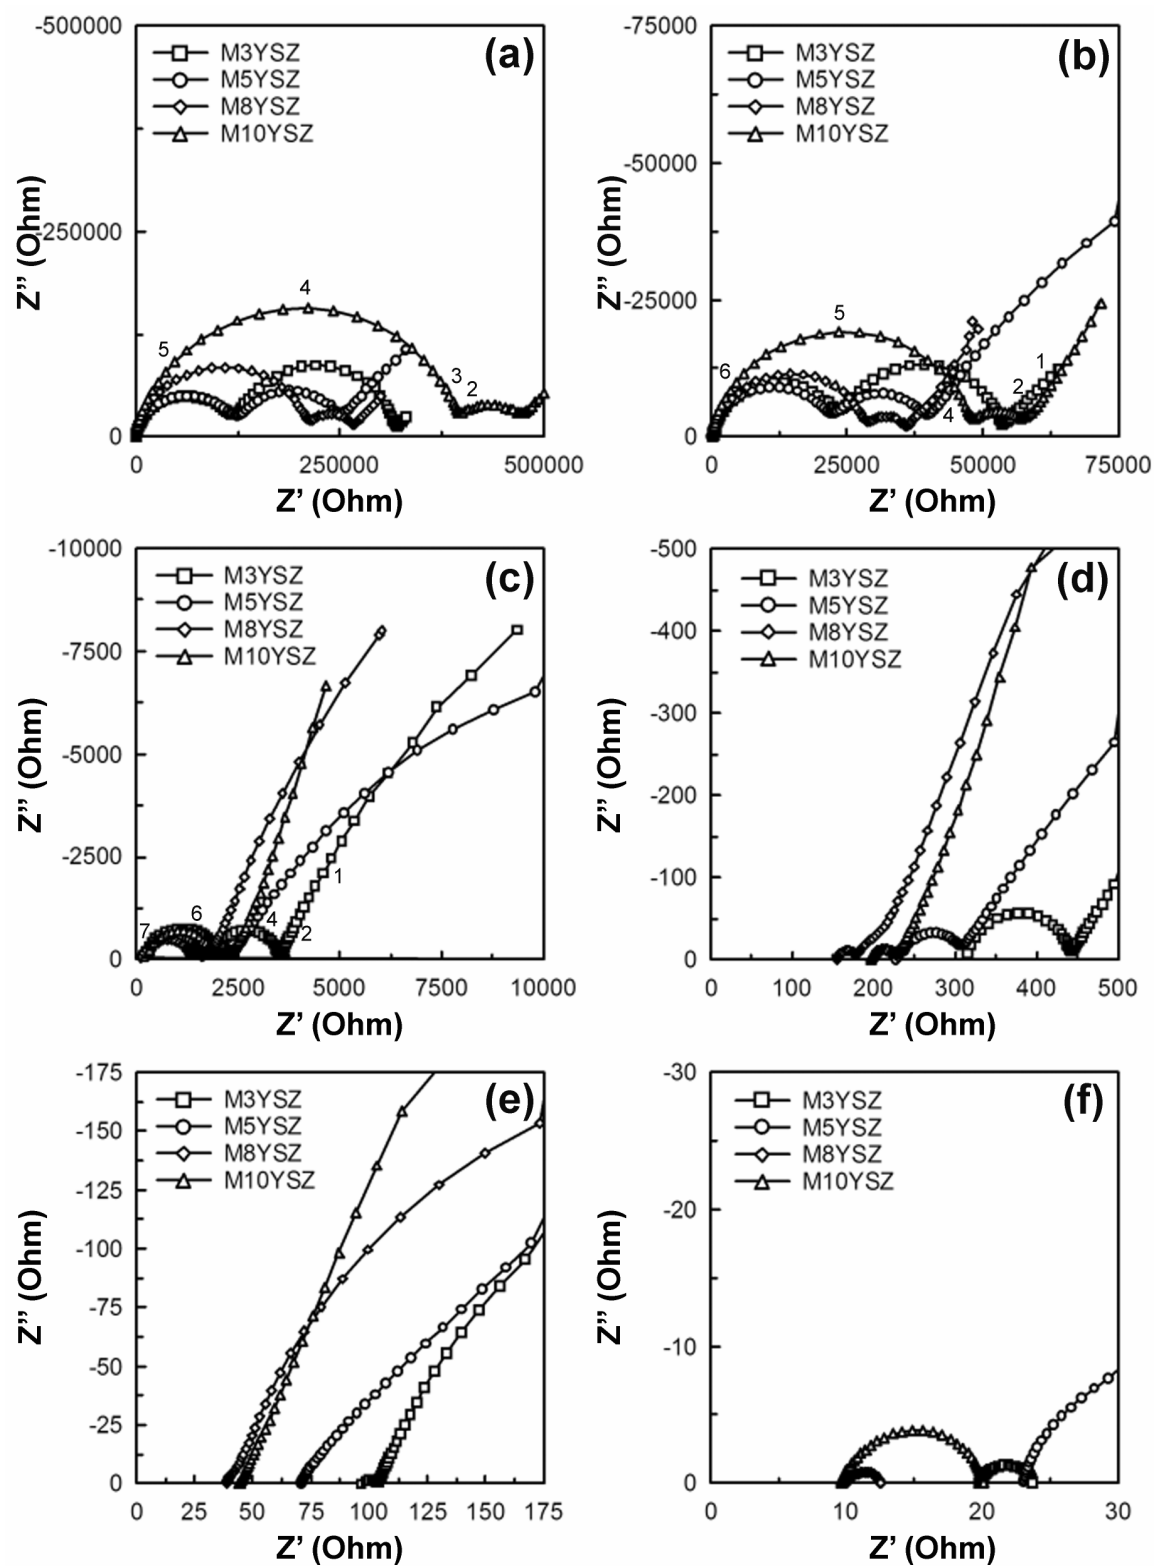 -500000
(a)
M3YSZ
M5YSZ
M8YSZ
M10YSZ
-250000
Z’’ (Ohm)
4
5
3
2
0
0
250000
500000
Z’ (Ohm)
-75000
(b)
M3YSZ
M5YSZ
M8YSZ
M10YSZ
-50000
Z’’ (Ohm)
-25000
5
6
1
2
4
0
0
25000
50000
75000
Z’ (Ohm)
-10000
(c)
M3YSZ
M5YSZ
M8YSZ
M10YSZ
-7500
Z’’ (Ohm)
-5000
-2500
1
6
4
7
2
0
0
2500
5000
7500
10000
Z’ (Ohm)
-500
(d)
M3YSZ
M5YSZ
M8YSZ
M10YSZ
-400
-300
Z’’ (Ohm)
-200
-100
0
0
100
200
300
400
500
Z’ (Ohm)
-175
(e)
M3YSZ
M5YSZ
M8YSZ
M10YSZ
-150
-125
-100
Z’’ (Ohm)
-75
-50
-25
0
0
25
50
75
100
125
150
175
Z’ (Ohm)
-30
(f)
M3YSZ
M5YSZ
M8YSZ
M10YSZ
-20
Z’’ (Ohm)
-10
0
0
10
20
30
Z’ (Ohm)